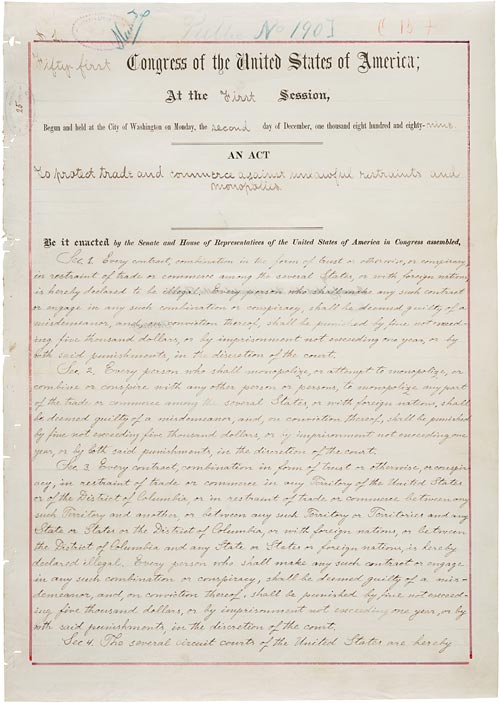 Public No 190
Fifty-first Congress of the United States of America;
At the First Session,
Begun and held at the City of Washington on Monday, the second day of December, one thousand eight hundred and eighty-nine.
AN ACT
To protect trade and commerce against unlawful restraints and
monopolies.
Be it enacted by the Senate and House of Representatives of the United States of America in Congress assembled,
Sec. 1. Every contract, combination in the form of trust or otherwise, or conspiracy,
in restraint of trade or commerce among the several States, or with foreign nations,
is hereby declared to be illegal. Every person who shall make any such contract
or engage in any such combination or conspiracy, shall be deemed guilty of a
misdemeanor, and, on conviction thereof, shall be punished by fine not exceed-
ing five thousand dollars, or by imprisonment not exceeding one year, or by
both said punishments, in the discretion of the court.
Sec. 2. Every person who shall monopolize, or attempt to monopolize, or
combine or conspire with any other person or persons, to monopolize any part
of the trade or commerce among the several States, or with foreign nations, shall
be deemed guilty of a misdemeanor, and, on conviction thereof, shall be punished
by fine not exceeding five thousand dollars, or by imprisonment not exceeding one
year, or by both said punishments, in the discretion of the court.
Sec. 3. Every contract, combination in form of trust or otherwise, or conspir-
acy, in restraint of trade or commerce in any Territory of the United States
or of the District of Columbia, or in restraint of trade or commerce between any
such Territory and another, or between any such Territory or Territories and any
State or States or the District of Columbia, or with foreign nations, or between
the District of Columbia and any State or States or foreign nations, is hereby
declared illegal. Every person who shall make any such contract or engage
in any such combination or conspiracy, shall be deemed guilty of a mis-
demeanor, and, on conviction thereof, shall be punished by fine not exceed-
ing five thousand dollars, or by imprisonment not exceeding one year, or by
both said punishments, in the discretion of the court.
Sec. 4. The several circuit courts of the United States are hereby